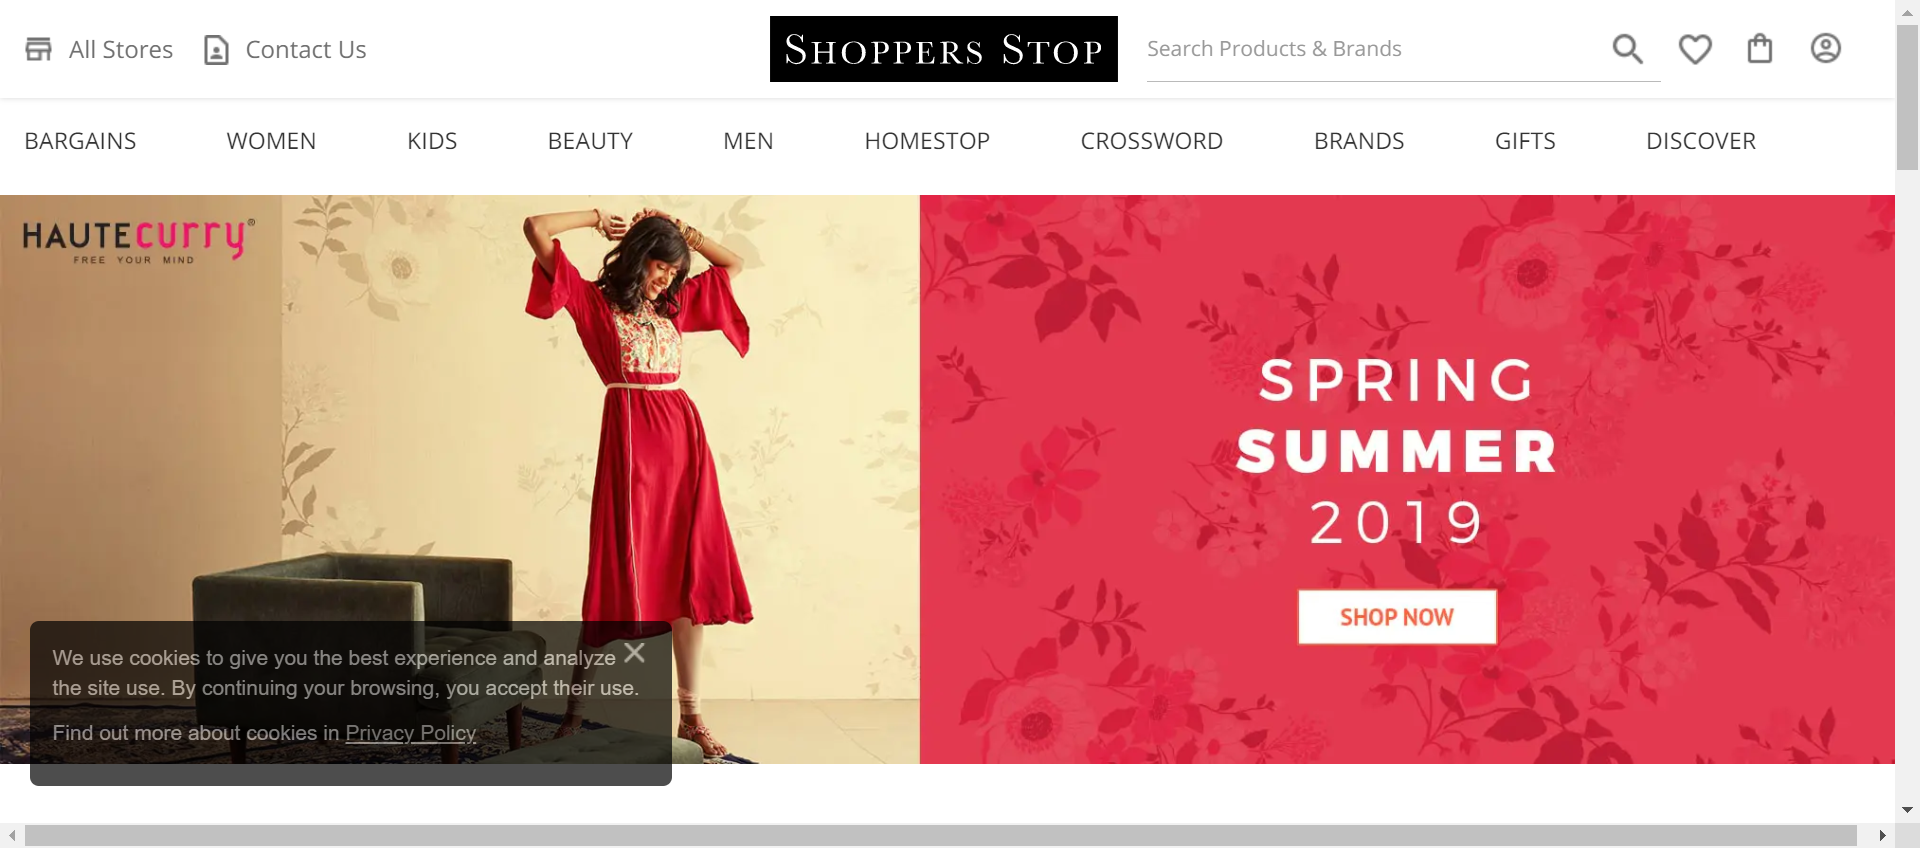 All Stores
Contact Us
SHOPPERS STOP
Search Products & Brands
BARGAINS
WOMEN
KIDS
BEAUTY
MEN
HOMESTOP
CROSSWORD
BRANDS
GIFTS
DISCOVER
HAUTEcurry®
FREE YOUR MIND
SPRING
SUMMER
2019
SHOP NOW
We use cookies to give you the best experience and analyze
the site use. By continuing your browsing, you accept their use.
Find out more about cookies in Privacy Policy